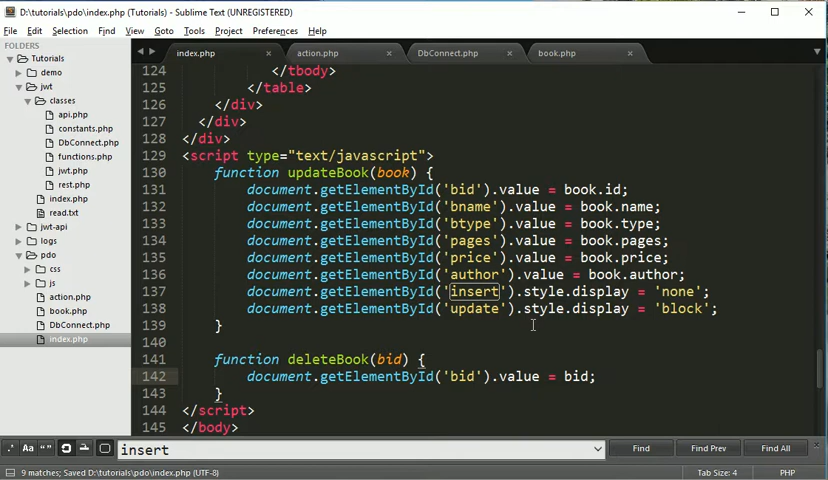 D:\tutorials\pdo\index.php (Tutorials) - Sublime Text (UNREGISTERED)
File Edit Selection Find View Goto Tools Project Preferences Help
FOLDERS
Tutorials
demo
jwt
classes
api.php
constants.php
DbConnect.php
functions.php
jwt.php
rest.php
index.php
read.txt
jwt-api
logs
pdo
css
js
action.php
book.php
DbConnect.php
index.php
index.php × action.php × DbConnect.php × book.php ×
124 </tbody>
125 </table>
126 </div>
127 </div>
128 </div>
129 <script type="text/javascript">
130 function updateBook(book) {
131 document.getElementById('bid').value = book.id;
132 document.getElementById('bname').value = book.name;
133 document.getElementById('btype').value = book.type;
134 document.getElementById('pages').value = book.pages;
135 document.getElementById('price').value = book.price;
136 document.getElementById('author').value = book.author;
137 document.getElementById('insert').style.display = 'none';
138 document.getElementById('update').style.display = 'block';
139 }
140
141 function deleteBook(bid) {
142 document.getElementById('bid').value = bid;
143 }
144 </script>
145 </body>
.* Aa “” insert Find Find Prev Find All
9 matches; Saved D:\tutorials\pdo\index.php (UTF-8) Tab Size: 4 PHP